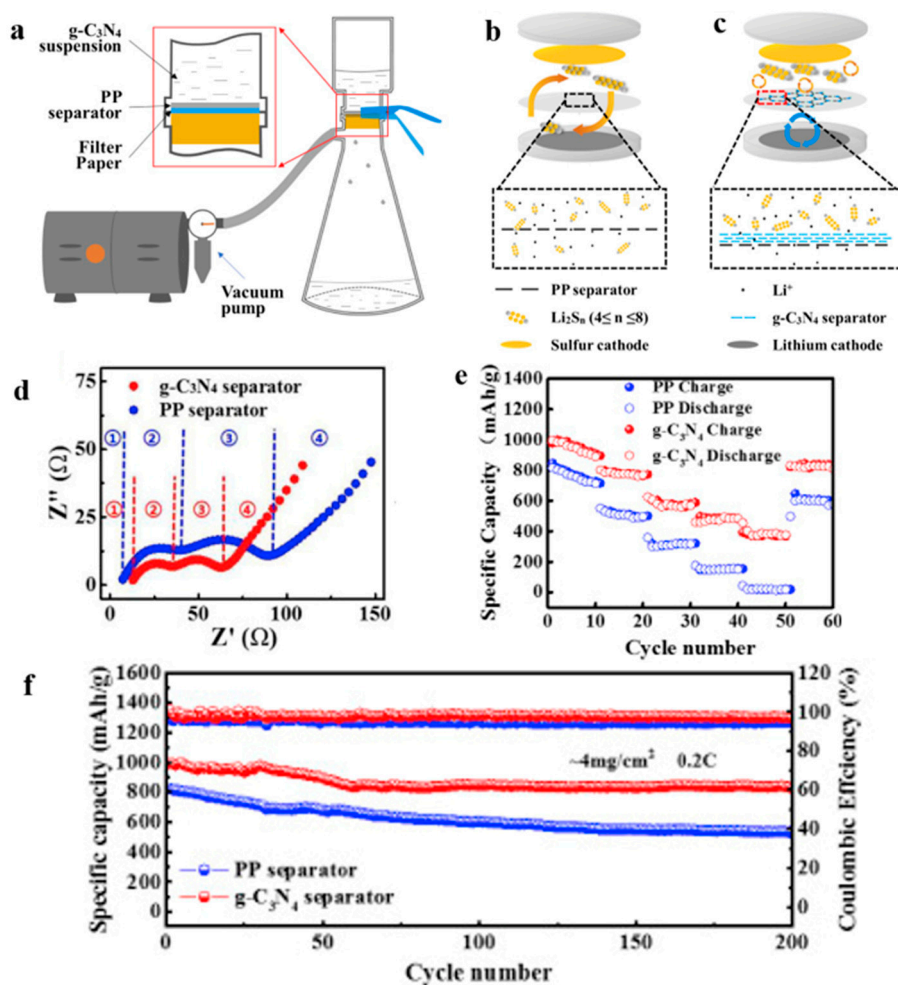 a
g-C₃N₄
suspension
PP
separator
Filter
Paper
Vacuum
pump
b
c
PP separator
Li⁺
Li₂Sₙ (4≤ n ≤8)
g-C₃N₄ separator
Sulfur cathode
Lithium cathode
d
75
50
25
0
Z'' (Ω)
g-C₃N₄ separator
PP separator
① ② ③ ④
① ② ③ ④
0 50 100 150
Z' (Ω)
e
1400
1200
1000
800
600
400
200
0
Specific Capacity (mAh/g)
PP Charge
PP Discharge
g-C₃N₄ Charge
g-C₃N₄ Discharge
0 10 20 30 40 50 60
Cycle number
f
1600
1400
1200
1000
800
600
400
200
0
Specific capacity (mAh/g)
~4mg/cm² 0.2C
PP separator
g-C₃N₄ separator
120
100
80
60
40
20
0
Coulombic Effciency (%)
0 50 100 150 200
Cycle number